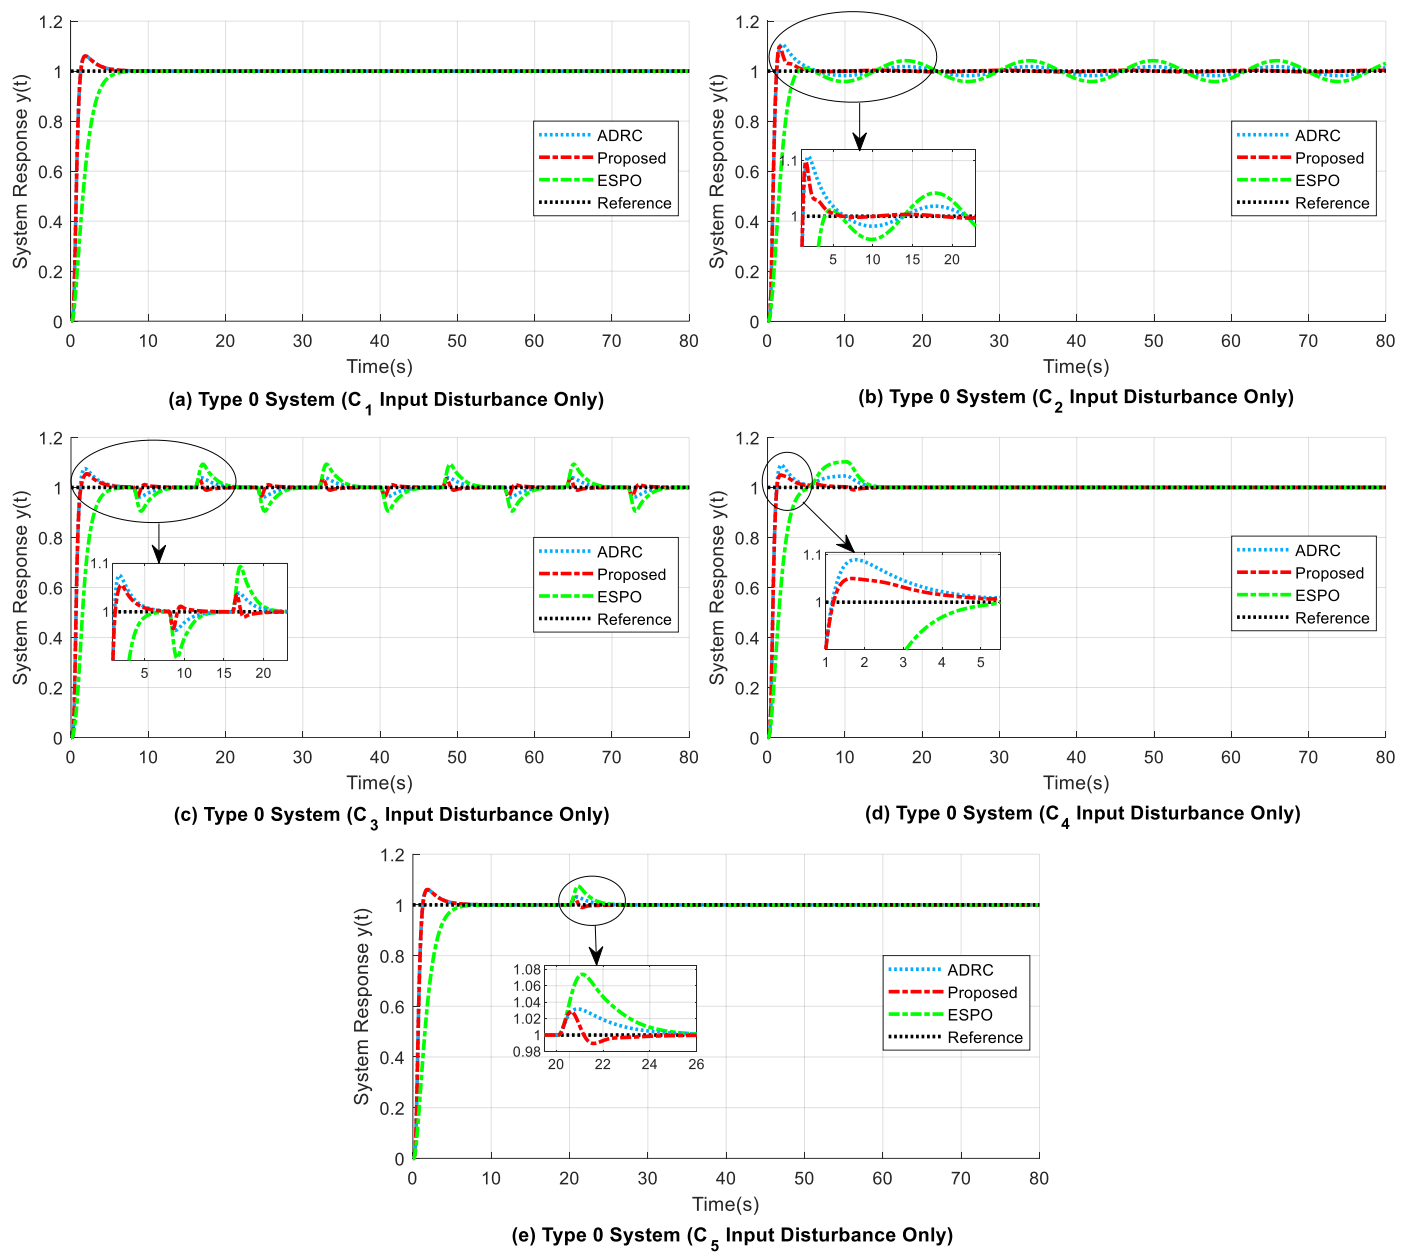 1.2
1
0.8
0.6
0.4
0.2
0
System Response y(t)
ADRC
Proposed
ESPO
Reference
0 10 20 30 40 50 60 70 80
Time(s)
(a) Type 0 System (C1 Input Disturbance Only)
1.2
1
0.8
0.6
0.4
0.2
0
System Response y(t)
1.1
1
5 10 15 20
ADRC
Proposed
ESPO
Reference
0 10 20 30 40 50 60 70 80
Time(s)
(b) Type 0 System (C2 Input Disturbance Only)
1.2
1
0.8
0.6
0.4
0.2
0
System Response y(t)
1.1
1
5 10 15 20
ADRC
Proposed
ESPO
Reference
0 10 20 30 40 50 60 70 80
Time(s)
(c) Type 0 System (C3 Input Disturbance Only)
1.2
1
0.8
0.6
0.4
0.2
0
System Response y(t)
1.1
1
1 2 3 4 5
ADRC
Proposed
ESPO
Reference
0 10 20 30 40 50 60 70 80
Time(s)
(d) Type 0 System (C4 Input Disturbance Only)
1.2
1
0.8
0.6
0.4
0.2
0
System Response y(t)
1.08
1.06
1.04
1.02
1
0.98
20 22 24 26
ADRC
Proposed
ESPO
Reference
0 10 20 30 40 50 60 70 80
Time(s)
(e) Type 0 System (C5 Input Disturbance Only)